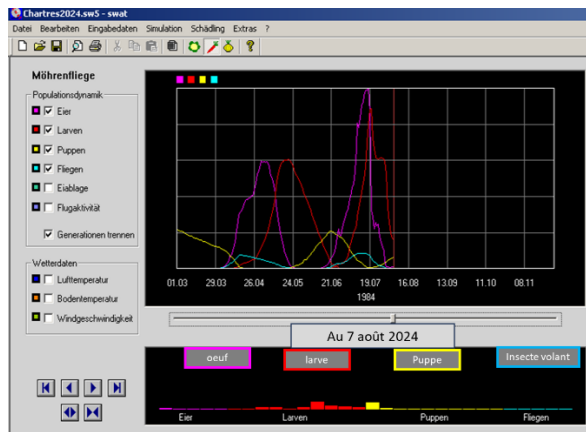 Chartres2024.sw5 - swat
Datei Bearbeiten Eingabedaten Simulation Schädling Extras ?
Möhrenfliege
Populationsdynamik
Eier
Larven
Puppen
Fliegen
Eiablage
Flugaktivität
Generationen trennen
Wetterdaten
Lufttemperatur
Bodentemperatur
Windgeschwindigkeit
01.03 29.03 26.04 24.05 21.06 19.07 16.08 13.09 11.10 08.11
1984
Au 7 août 2024
oeuf larve Puppe Insecte volant
Eier Larven Puppen Fliegen